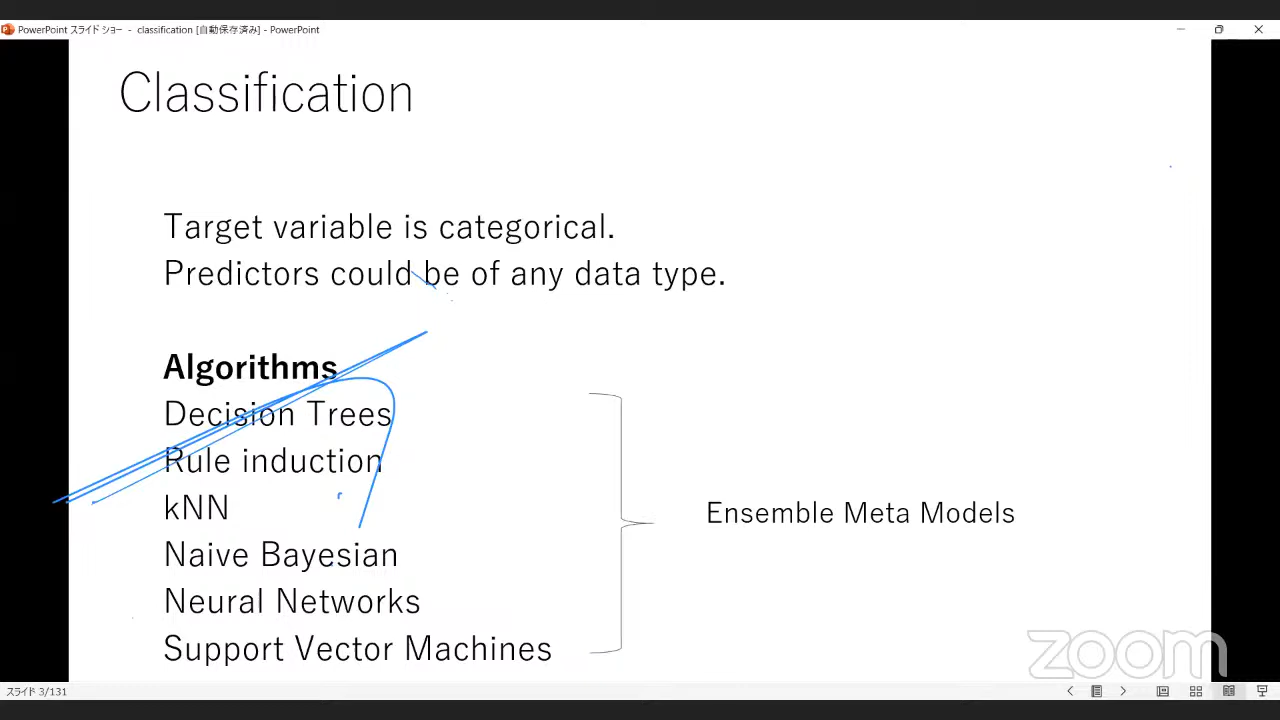 PowerPoint スライド ショー - classification [自動保存済み] - PowerPoint
Classification
Target variable is categorical.
Predictors could be of any data type.
Algorithms
Decision Trees
Rule induction
kNN
Naive Bayesian
Neural Networks
Support Vector Machines
Ensemble Meta Models
zoom
スライド 3/131